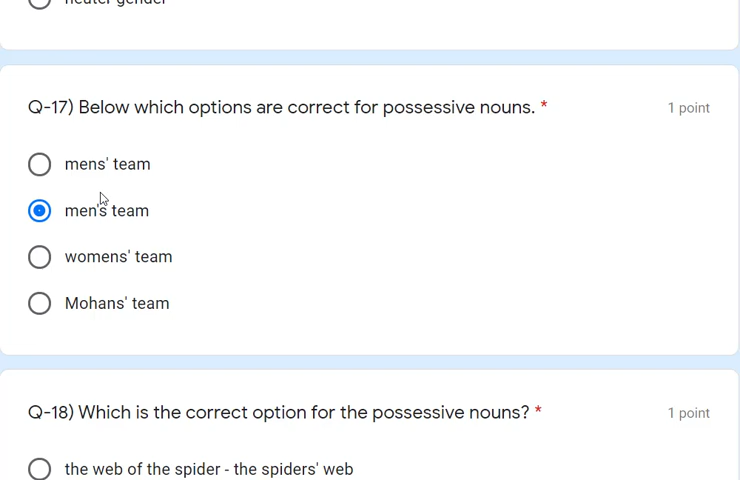 neuter gender
Q-17) Below which options are correct for possessive nouns. *
1 point
mens' team
men's team
womens' team
Mohans' team
Q-18) Which is the correct option for the possessive nouns? *
1 point
the web of the spider - the spiders' web